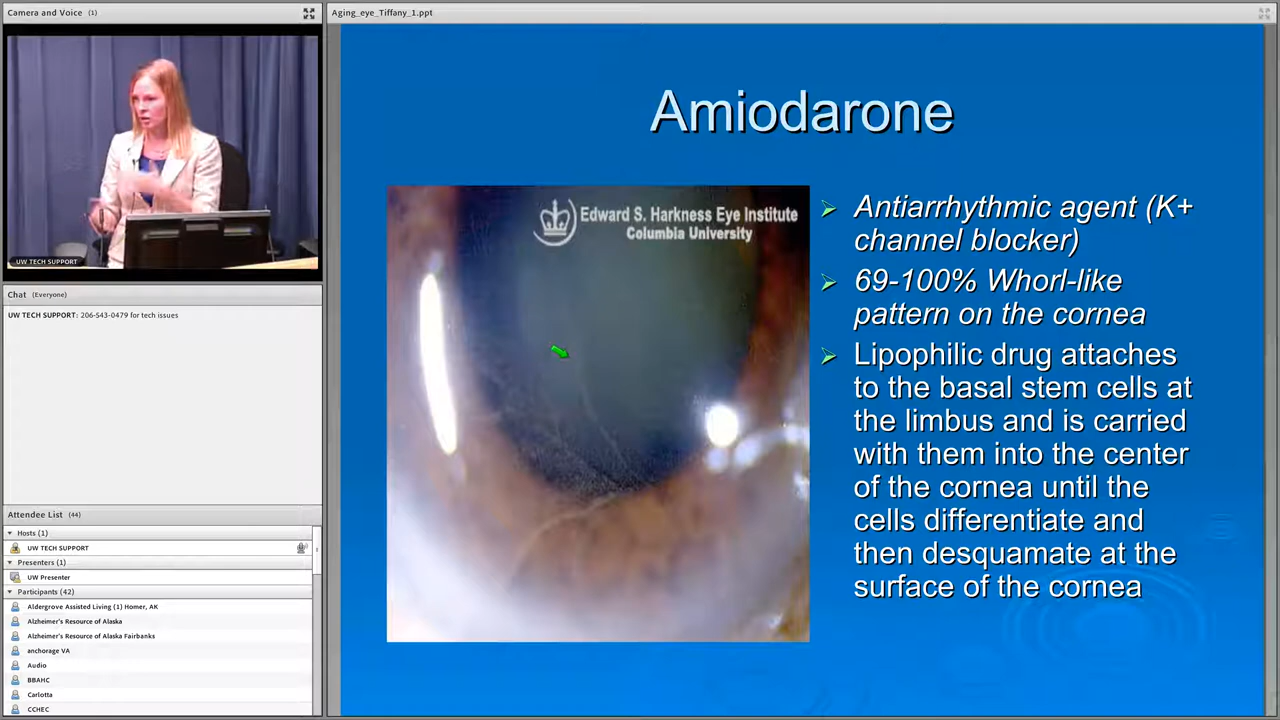 Camera and Voice (1)
UW TECH SUPPORT
Chat (Everyone)
UW TECH SUPPORT: 206-543-0479 for tech issues
Attendee List (44)
Hosts (1)
UW TECH SUPPORT
Presenters (1)
UW Presenter
Participants (42)
Aldergrove Assisted Living (1) Homer, AK
Alzheimer's Resource of Alaska
Alzheimer's Resource of Alaska Fairbanks
anchorage VA
Audio
BBAHC
Carlotta
CCHEC
Aging_eye_Tiffany_1.ppt
Amiodarone
Edward S. Harkness Eye Institute
Columbia University
Antiarrhythmic agent (K+
channel blocker)
69-100% Whorl-like
pattern on the cornea
Lipophilic drug attaches
to the basal stem cells at
the limbus and is carried
with them into the center
of the cornea until the
cells differentiate and
then desquamate at the
surface of the cornea